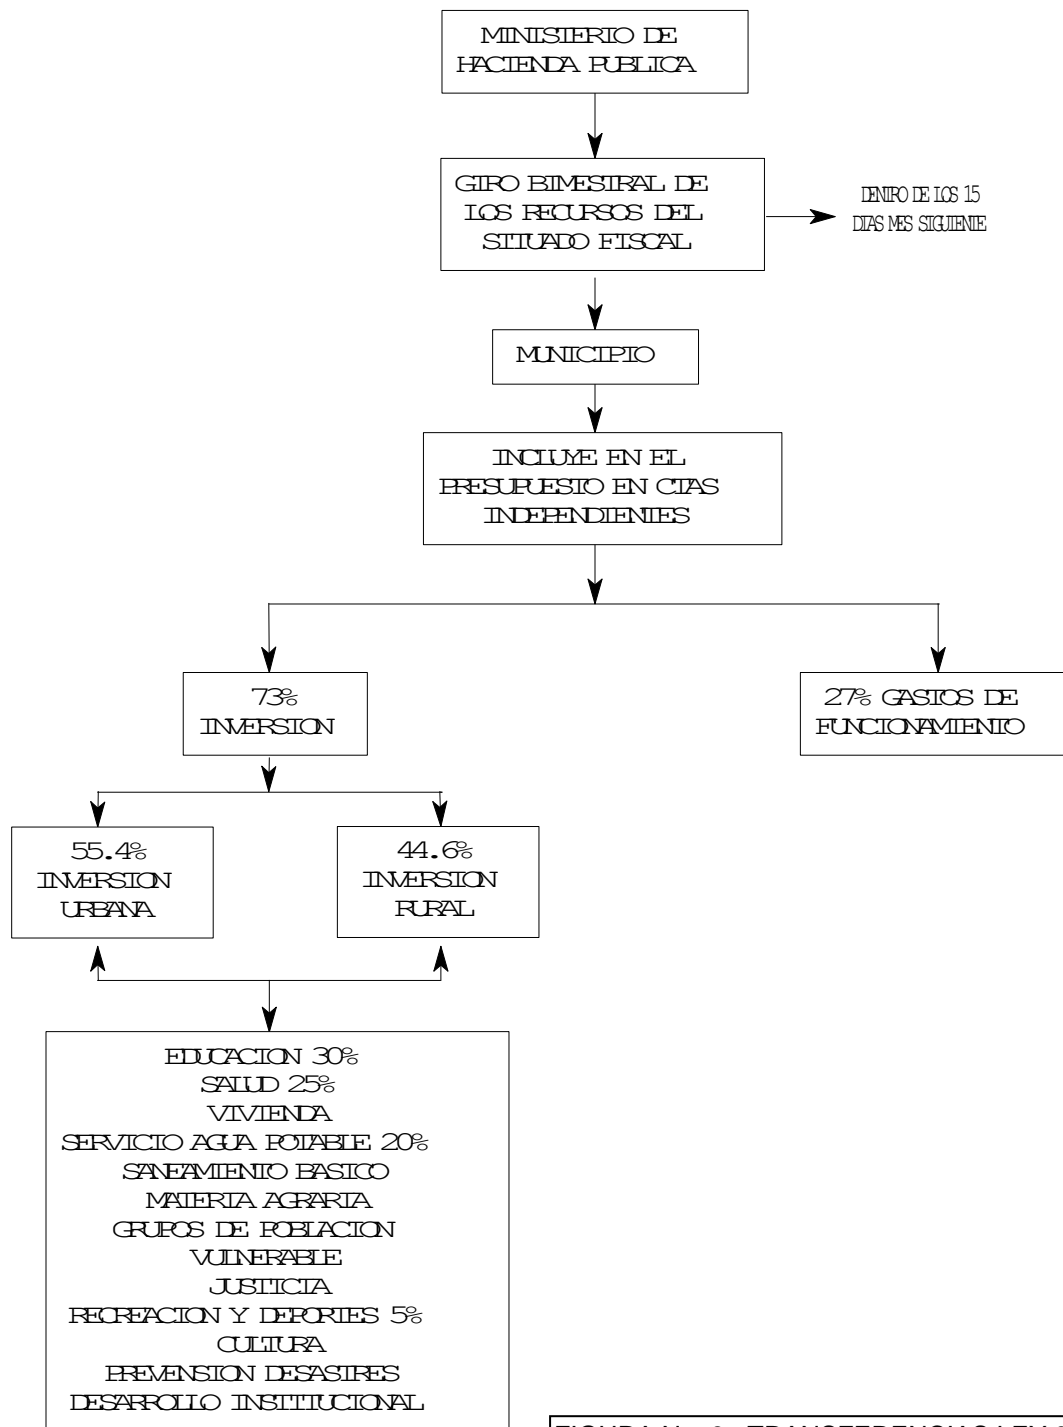 MINISTERIO DE
HACIENDA PUBLICA
GIRO BIMESTRAL DE
LOS RECURSOS DEL
SITUADO FISCAL
DENTRO DE LOS 15
DIAS MES SIGUIENTE
MUNICIPIO
INCLUYE EN EL
PRESUPUESTO EN CTAS
INDEPENDIENTES
73%
INVERSION
27% GASTOS DE
FUNCIONAMIENTO
55.4%
INVERSION
URBANA
44.6%
INVERSION
RURAL
EDUCACION 30%
SALUD 25%
VIVIENDA
SERVICIO AGUA POTABLE 20%
SANEAMIENTO BASICO
MATERIA AGRARIA
GRUPOS DE POBLACION
VULNERABLE
JUSTICIA
RECREACION Y DEPORTES 5%
CULTURA
PREVENSION DESASTRES
DESARROLLO INSTITUCIONAL